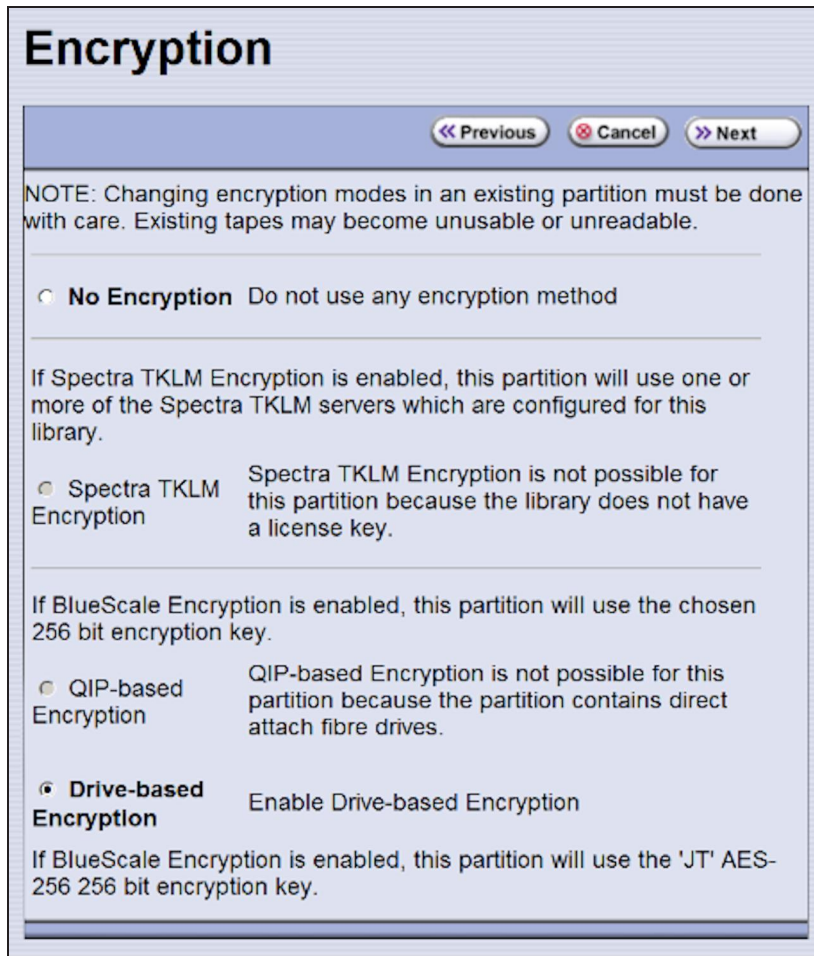 Encryption
Previous
Cancel
Next
NOTE: Changing encryption modes in an existing partition must be done
with care. Existing tapes may become unusable or unreadable.
No Encryption Do not use any encryption method
If Spectra TKLM Encryption is enabled, this partition will use one or
more of the Spectra TKLM servers which are configured for this
library.
Spectra TKLM
Encryption
Spectra TKLM Encryption is not possible for
this partition because the library does not have
a license key.
If BlueScale Encryption is enabled, this partition will use the chosen
256 bit encryption key.
QIP-based
Encryption
QIP-based Encryption is not possible for this
partition because the partition contains direct
attach fibre drives.
Drive-based
Encryption
Enable Drive-based Encryption
If BlueScale Encryption is enabled, this partition will use the 'JT' AES-
256 256 bit encryption key.